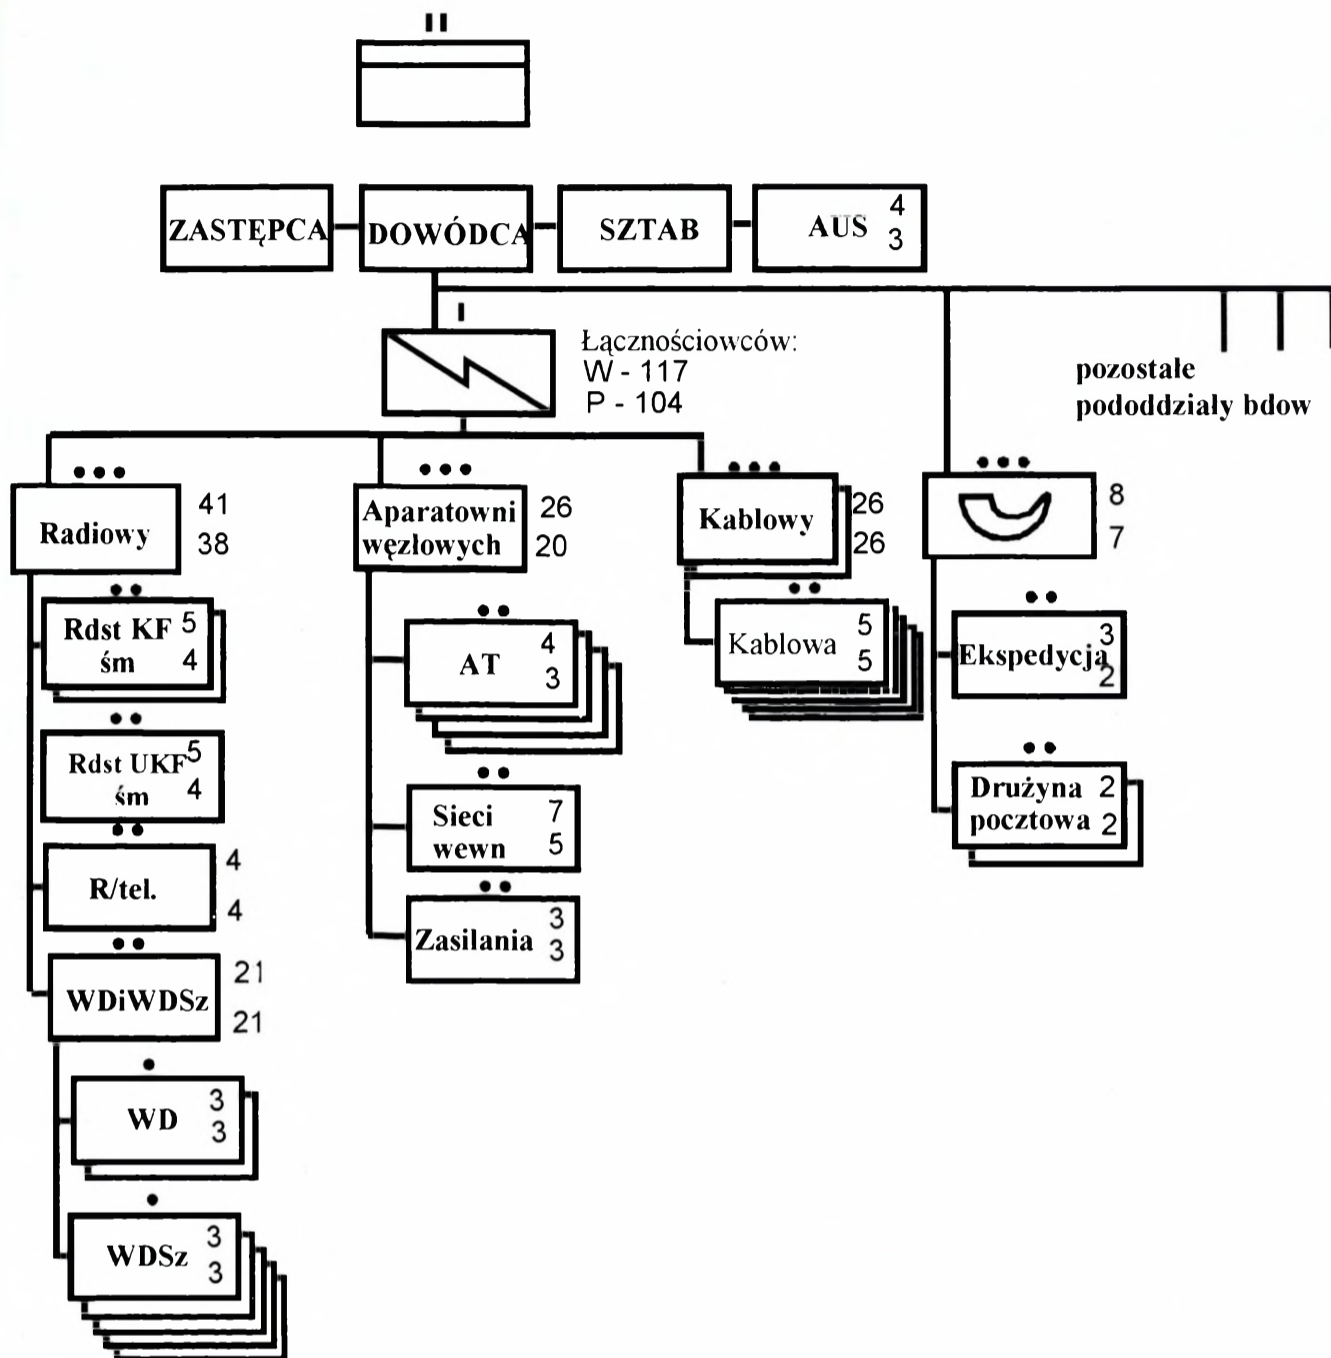 II
ZASTĘPCA
DOWÓDCA
SZTAB
AUS
4
3
I
Łącznościowców:
W - 117
P - 104
pozostałe
pododdziały bdow
Radiowy
41
38
Aparatowni
węzłowych
26
20
Kablowy
26
26
8
7
Rdst KF
śm
5
4
Rdst UKF
śm
5
4
R/tel.
4
4
WDiWDSz
21
21
WD
3
3
WDSz
3
3
AT
4
3
Sieci
wewn
7
5
Zasilania
3
3
Kablowa
5
5
Ekspedycja
3
2
Drużyna
pocztowa
2
2